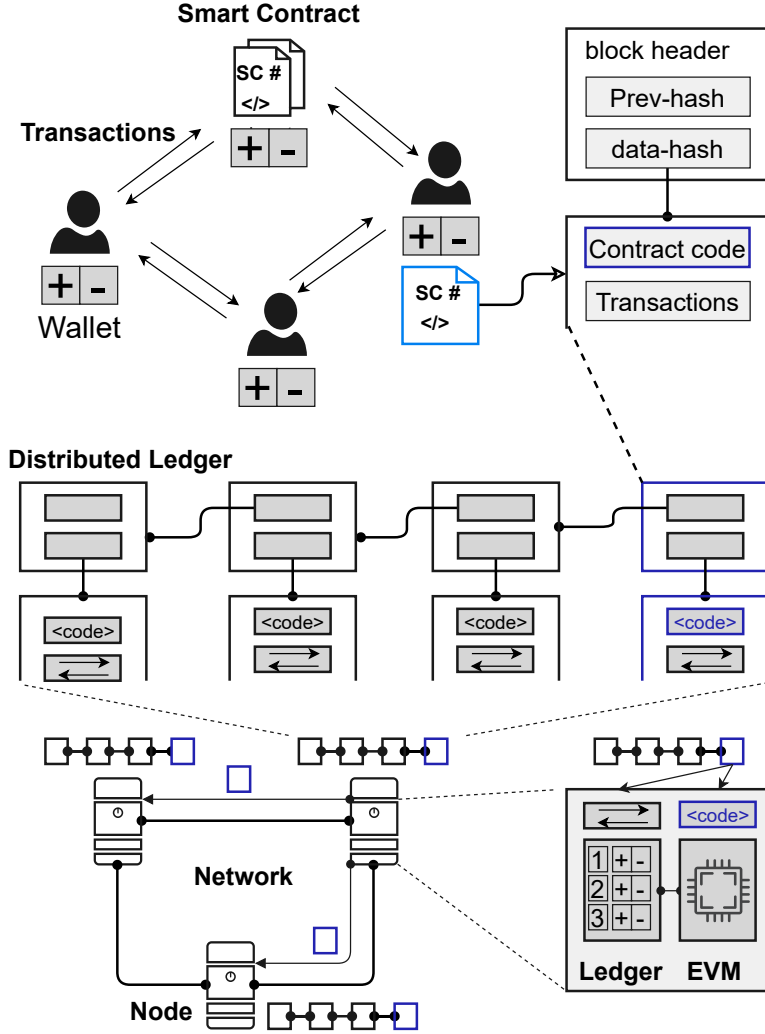 Smart Contract
SC #
</>
+ -
Transactions
+ -
Wallet
+ -
+ -
SC #
</>
block header
Prev-hash
data-hash
Contract code
Transactions
Distributed Ledger
<code>
<code>
<code>
<code>
Network
Node
<code>
1 + -
2 + -
3 + -
Ledger EVM